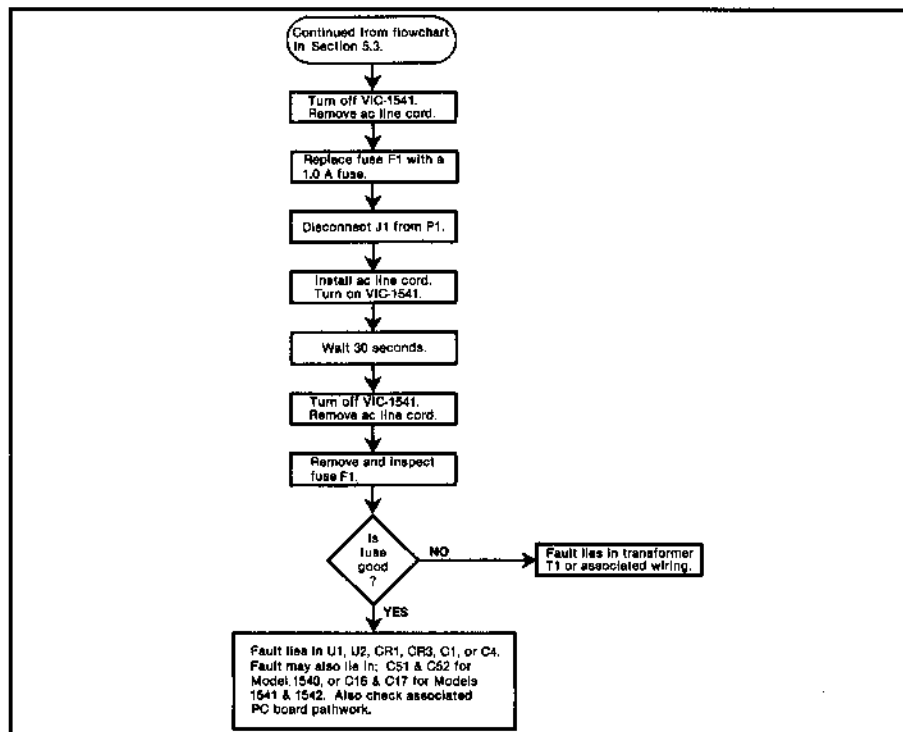 Continued from flowchart
in Section 5.3.
Turn off VIC-1541.
Remove ac line cord.
Replace fuse F1 with a
1.0 A fuse.
Disconnect J1 from P1.
Install ac line cord.
Turn on VIC-1541.
Wait 30 seconds.
Turn off VIC-1541.
Remove ac line cord.
Remove and inspect
fuse F1.
Is
fuse
good
?
NO
Fault lies in transformer
T1 or associated wiring.
YES
Fault lies in U1, U2, CR1, CR3, C1, or C4.
Fault may also lie in: C51 & C52 for
Model 1540, or C16 & C17 for Models
1541 & 1542. Also check associated
PC board pathwork.